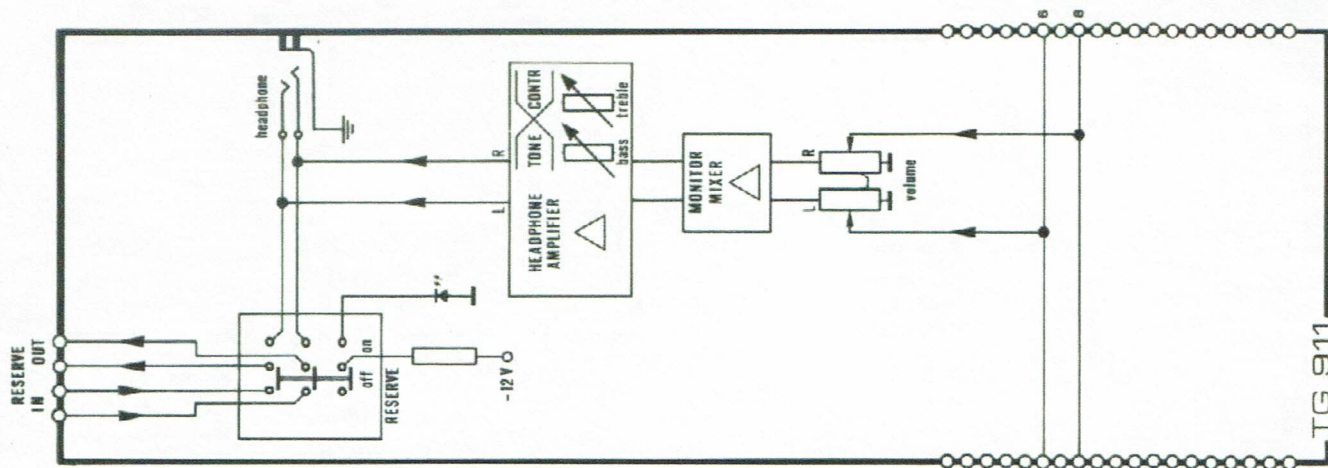 RESERVE
IN OUT
headphone
6
8
TONE CONTR
bass
treble
HEADPHONE
AMPLIFIER
L
R
MONITOR
MIXER
L
R
volume
on
off
RESERVE
-12 V
TG 911